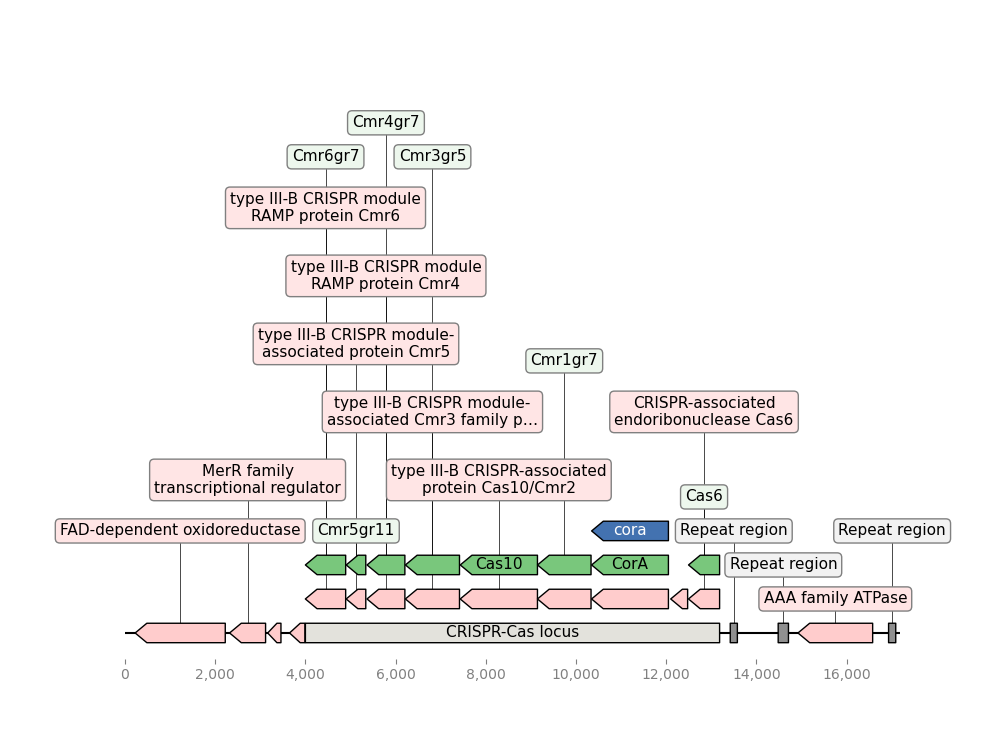 Cmr4gr7
Cmr6gr7
Cmr3gr5
type III-B CRISPR module
RAMP protein Cmr6
type III-B CRISPR module
RAMP protein Cmr4
type III-B CRISPR module-
associated protein Cmr5
Cmr1gr7
type III-B CRISPR module-
associated Cmr3 family p…
CRISPR-associated
endoribonuclease Cas6
MerR family
transcriptional regulator
type III-B CRISPR-associated
protein Cas10/Cmr2
Cas6
FAD-dependent oxidoreductase
Cmr5gr11
cora
Repeat region
Repeat region
Cas10
CorA
Repeat region
AAA family ATPase
CRISPR-Cas locus
0
2,000
4,000
6,000
8,000
10,000
12,000
14,000
16,000